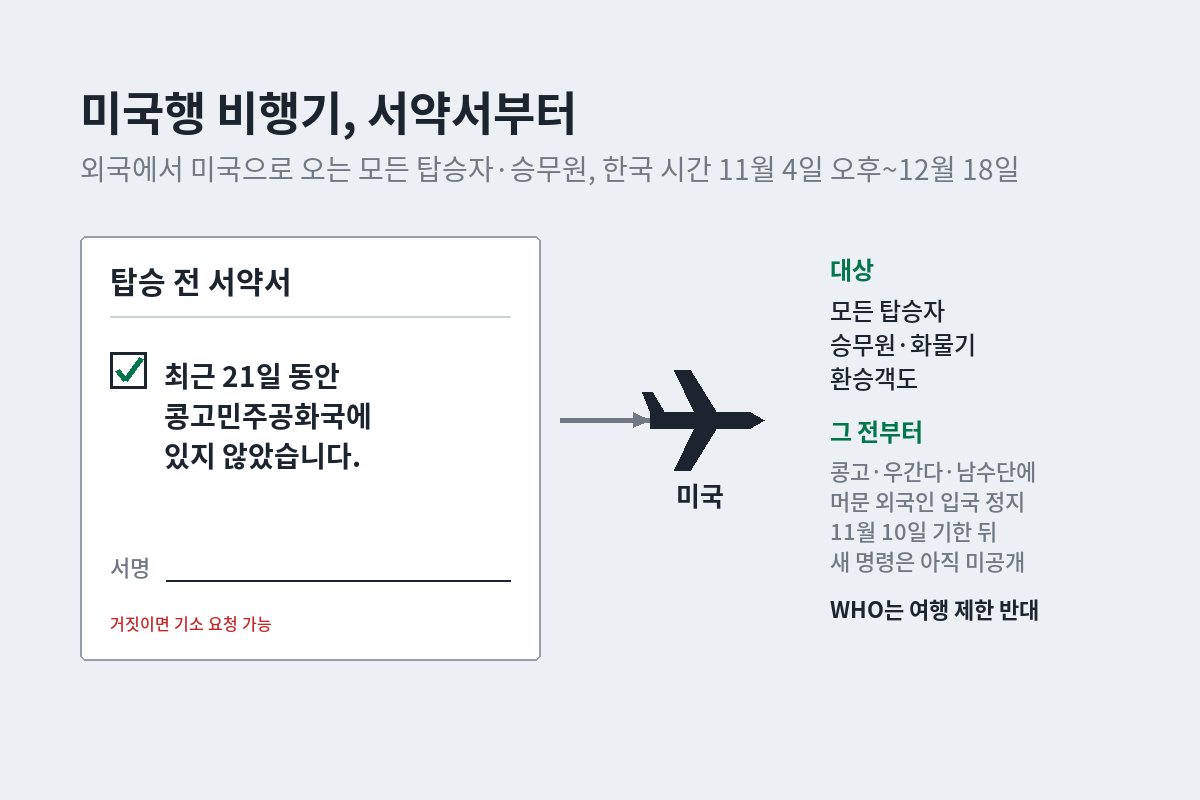 미국행 비행기, 서약서부터
외국에서 미국으로 오는 모든 탑승자·승무원, 한국 시간 11월 4일 오후~12월 18일
탑승 전 서약서
최근 21일 동안
콩고민주공화국에
있지 않았습니다.
서명
거짓이면 기소 요청 가능
미국
대상
모든 탑승자
승무원·화물기
환승객도
그 전부터
콩고·우간다·남수단에
머문 외국인 입국 정지
11월 10일 기한 뒤
새 명령은 아직 미공개
WHO는 여행 제한 반대